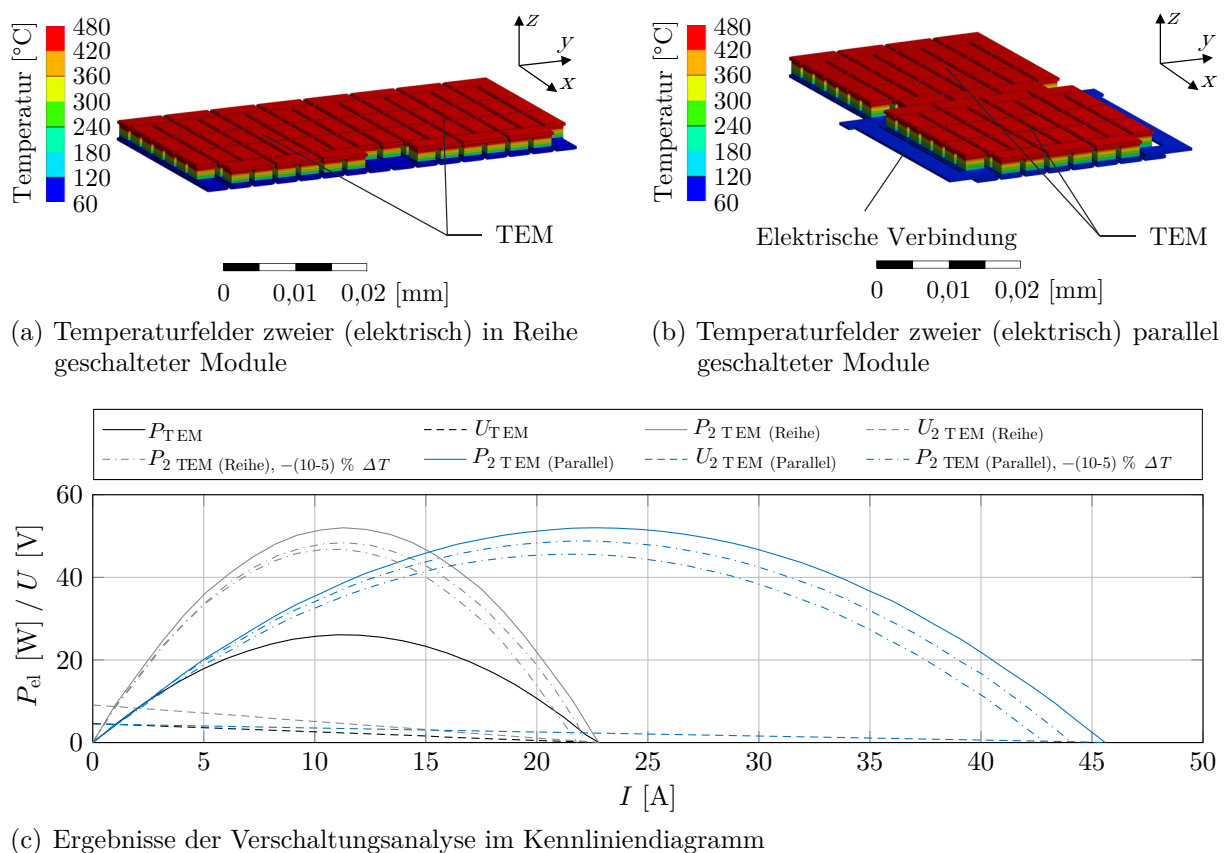 Temperatur [°C]
480
420
360
300
240
180
120
60
z
y
x
TEM
0 0,01 0,02 [mm]
(a) Temperaturfelder zweier (elektrisch) in Reihe
geschalteter Module
Temperatur [°C]
480
420
360
300
240
180
120
60
z
y
x
Elektrische Verbindung
TEM
0 0,01 0,02 [mm]
(b) Temperaturfelder zweier (elektrisch) parallel
geschalteter Module
P_TEM U_TEM P_2 TEM (Reihe) U_2 TEM (Reihe)
P_2 TEM (Reihe), −(10-5) % ΔT P_2 TEM (Parallel) U_2 TEM (Parallel) P_2 TEM (Parallel), −(10-5) % ΔT
P_el [W] / U [V]
60
40
20
0
0 5 10 15 20 25 30 35 40 45 50
I [A]
(c) Ergebnisse der Verschaltungsanalyse im Kennliniendiagramm